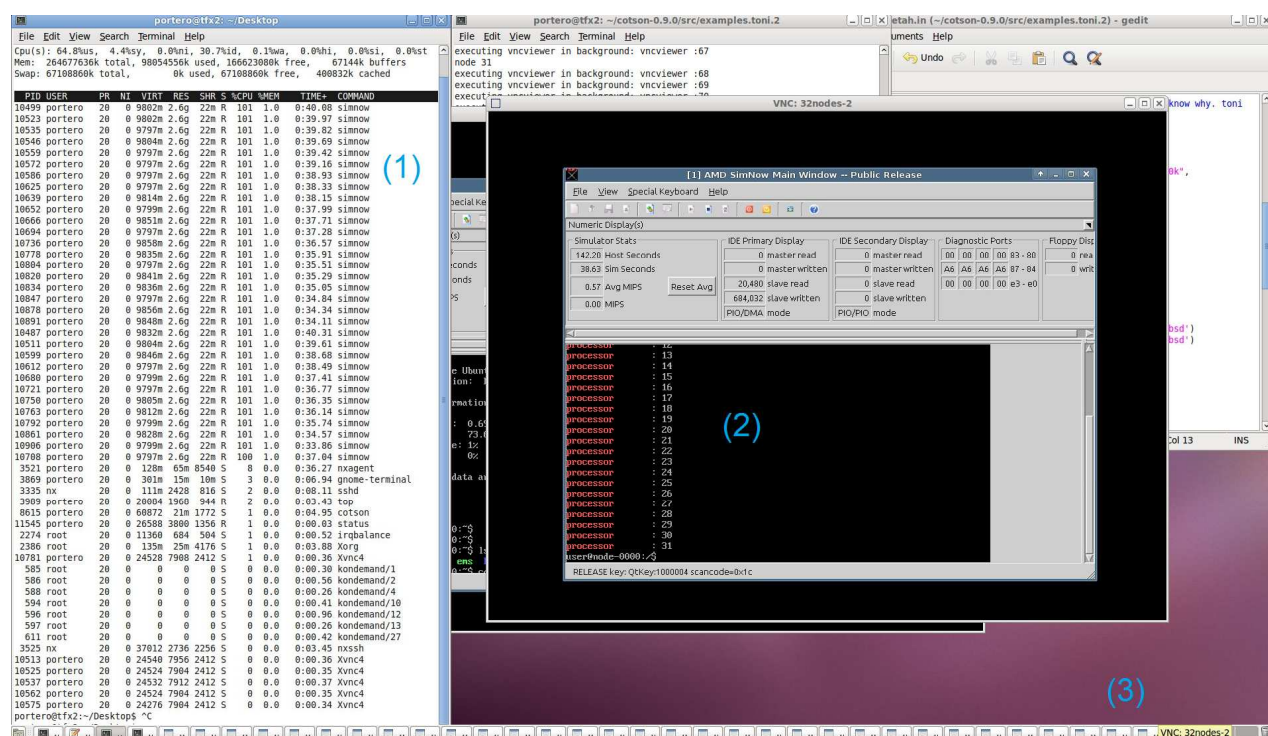 portero@tfx2: ~/Desktop
File Edit View Search Terminal Help
Cpu(s): 64.8%us, 4.4%sy, 0.0%ni, 30.7%id, 0.1%wa, 0.0%hi, 0.0%si, 0.0%st
Mem: 264677636k total, 98054556k used, 166623080k free, 67144k buffers
Swap: 67108860k total, 0k used, 67108860k free, 400832k cached
PID USER PR NI VIRT RES SHR S %CPU %MEM TIME+ COMMAND
10499 portero 20 0 9802m 2.6g 22m R 101 1.0 0:40.08 simnow
10523 portero 20 0 9802m 2.6g 22m R 101 1.0 0:39.97 simnow
10535 portero 20 0 9797m 2.6g 22m R 101 1.0 0:39.82 simnow
10546 portero 20 0 9804m 2.6g 22m R 101 1.0 0:39.69 simnow
10559 portero 20 0 9797m 2.6g 22m R 101 1.0 0:39.42 simnow
10572 portero 20 0 9797m 2.6g 22m R 101 1.0 0:39.16 simnow
10586 portero 20 0 9797m 2.6g 22m R 101 1.0 0:38.93 simnow
10625 portero 20 0 9797m 2.6g 22m R 101 1.0 0:38.33 simnow
10639 portero 20 0 9814m 2.6g 22m R 101 1.0 0:38.15 simnow
10652 portero 20 0 9799m 2.6g 22m R 101 1.0 0:37.99 simnow
10666 portero 20 0 9851m 2.6g 22m R 101 1.0 0:37.71 simnow
10694 portero 20 0 9797m 2.6g 22m R 101 1.0 0:37.28 simnow
10736 portero 20 0 9858m 2.6g 22m R 101 1.0 0:36.57 simnow
10778 portero 20 0 9835m 2.6g 22m R 101 1.0 0:35.91 simnow
10804 portero 20 0 9797m 2.6g 22m R 101 1.0 0:35.51 simnow
10820 portero 20 0 9841m 2.6g 22m R 101 1.0 0:35.29 simnow
10834 portero 20 0 9836m 2.6g 22m R 101 1.0 0:35.05 simnow
10847 portero 20 0 9797m 2.6g 22m R 101 1.0 0:34.84 simnow
10878 portero 20 0 9856m 2.6g 22m R 101 1.0 0:34.34 simnow
10891 portero 20 0 9848m 2.6g 22m R 101 1.0 0:34.11 simnow
10487 portero 20 0 9832m 2.6g 22m R 101 1.0 0:40.31 simnow
10511 portero 20 0 9804m 2.6g 22m R 101 1.0 0:39.61 simnow
10599 portero 20 0 9846m 2.6g 22m R 101 1.0 0:38.68 simnow
10612 portero 20 0 9797m 2.6g 22m R 101 1.0 0:38.49 simnow
10680 portero 20 0 9799m 2.6g 22m R 101 1.0 0:37.41 simnow
10721 portero 20 0 9797m 2.6g 22m R 101 1.0 0:36.77 simnow
10750 portero 20 0 9805m 2.6g 22m R 101 1.0 0:36.35 simnow
10763 portero 20 0 9812m 2.6g 22m R 101 1.0 0:36.14 simnow
10792 portero 20 0 9799m 2.6g 22m R 101 1.0 0:35.74 simnow
10861 portero 20 0 9828m 2.6g 22m R 101 1.0 0:34.57 simnow
10906 portero 20 0 9799m 2.6g 22m R 101 1.0 0:33.86 simnow
10708 portero 20 0 9797m 2.6g 22m R 100 1.0 0:37.04 simnow
3521 portero 20 0 128m 65m 8540 S 8 0.0 0:36.27 nxagent
3869 portero 20 0 301m 15m 10m S 3 0.0 0:06.94 gnome-terminal
3335 nx 20 0 111m 2428 816 S 2 0.0 0:08.11 sshd
3909 portero 20 0 20004 1960 944 R 2 0.0 0:03.43 top
8615 portero 20 0 60872 21m 1772 S 1 0.0 0:04.95 cotson
11545 portero 20 0 26588 3800 1356 R 1 0.0 0:00.03 status
2274 root 20 0 11360 684 504 S 1 0.0 0:00.52 irqbalance
2386 root 20 0 135m 25m 4176 S 1 0.0 0:03.88 Xorg
10781 portero 20 0 24528 7908 2412 S 1 0.0 0:00.36 Xvnc4
585 root 20 0 0 0 0 S 0 0.0 0:00.30 kondemand/1
586 root 20 0 0 0 0 S 0 0.0 0:00.56 kondemand/2
588 root 20 0 0 0 0 S 0 0.0 0:00.26 kondemand/4
594 root 20 0 0 0 0 S 0 0.0 0:00.41 kondemand/10
596 root 20 0 0 0 0 S 0 0.0 0:00.96 kondemand/12
597 root 20 0 0 0 0 S 0 0.0 0:00.26 kondemand/13
611 root 20 0 0 0 0 S 0 0.0 0:00.42 kondemand/27
3525 nx 20 0 37012 2736 2256 S 0 0.0 0:03.45 nxssh
10513 portero 20 0 24540 7956 2412 S 0 0.0 0:00.36 Xvnc4
10525 portero 20 0 24524 7904 2412 S 0 0.0 0:00.35 Xvnc4
10537 portero 20 0 24532 7912 2412 S 0 0.0 0:00.37 Xvnc4
10562 portero 20 0 24524 7904 2412 S 0 0.0 0:00.35 Xvnc4
10575 portero 20 0 24276 7904 2412 S 0 0.0 0:00.34 Xvnc4
portero@tfx2:~/Desktop$ ^C
(1)
portero@tfx2: ~/cotson-0.9.0/src/examples.toni.2
File Edit View Search Terminal Help
executing vncviewer in background: vncviewer :67
node 31
executing vncviewer in background: vncviewer :68
executing vncviewer in background: vncviewer :69
etah.in (~/cotson-0.9.0/src/examples.toni.2) - gedit
uments Help
Undo
know why. toni
0k",
bsd')
bsd')
Col 13 INS
VNC: 32nodes-2
[1] AMD SimNow Main Window -- Public Release
File View Special Keyboard Help
Numeric Display(s)
Simulator Stats
142.20 Host Seconds
38.63 Sim Seconds
0.57 Avg MIPS Reset Avg
0.00 MIPS
IDE Primary Display
0 master read
0 master written
20,480 slave read
684,032 slave written
PIO/DMA mode
IDE Secondary Display
0 master read
0 master written
0 slave read
0 slave written
PIO/PIO mode
Diagnostic Ports
00 00 00 00 83 - 80
A6 A6 A6 A6 87 - 84
00 00 00 00 e3 - e0
Floppy Disp
0 rea
0 writ
processor : 12
processor : 13
processor : 14
processor : 15
processor : 16
processor : 17
processor : 18
processor : 19
processor : 20
processor : 21
processor : 22
processor : 23
processor : 24
processor : 25
processor : 26
processor : 27
processor : 28
processor : 29
processor : 30
processor : 31
user@node-0000:/$
RELEASE key: QtKey:1000004 scancode=0x1c
(2)
(3)
VNC: 32nodes-2